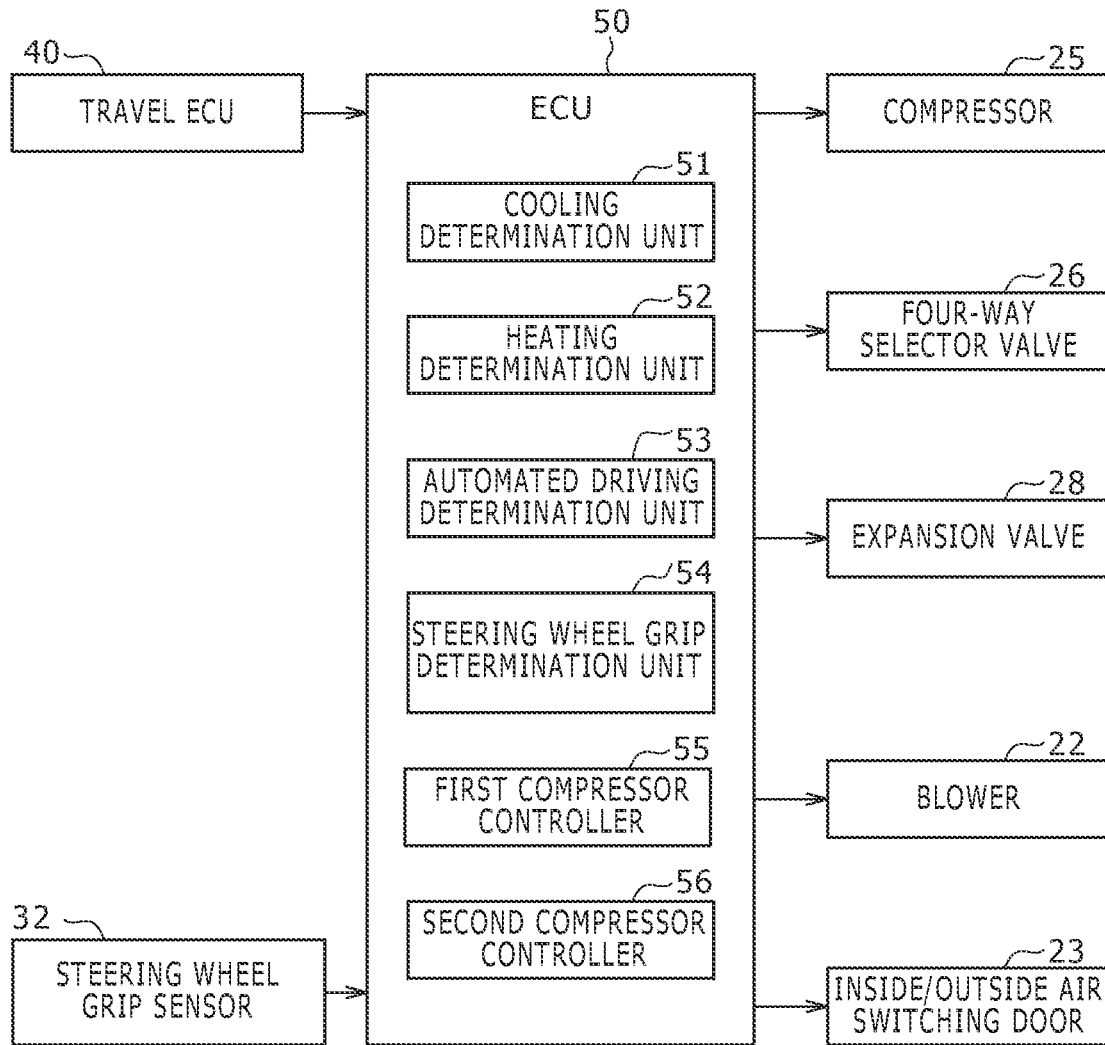 40
TRAVEL ECU
50
ECU
51
COOLING
DETERMINATION UNIT
52
HEATING
DETERMINATION UNIT
53
AUTOMATED DRIVING
DETERMINATION UNIT
54
STEERING WHEEL GRIP
DETERMINATION UNIT
55
FIRST COMPRESSOR
CONTROLLER
56
SECOND COMPRESSOR
CONTROLLER
32
STEERING WHEEL
GRIP SENSOR
25
COMPRESSOR
26
FOUR-WAY
SELECTOR VALVE
28
EXPANSION VALVE
22
BLOWER
23
INSIDE/OUTSIDE AIR
SWITCHING DOOR